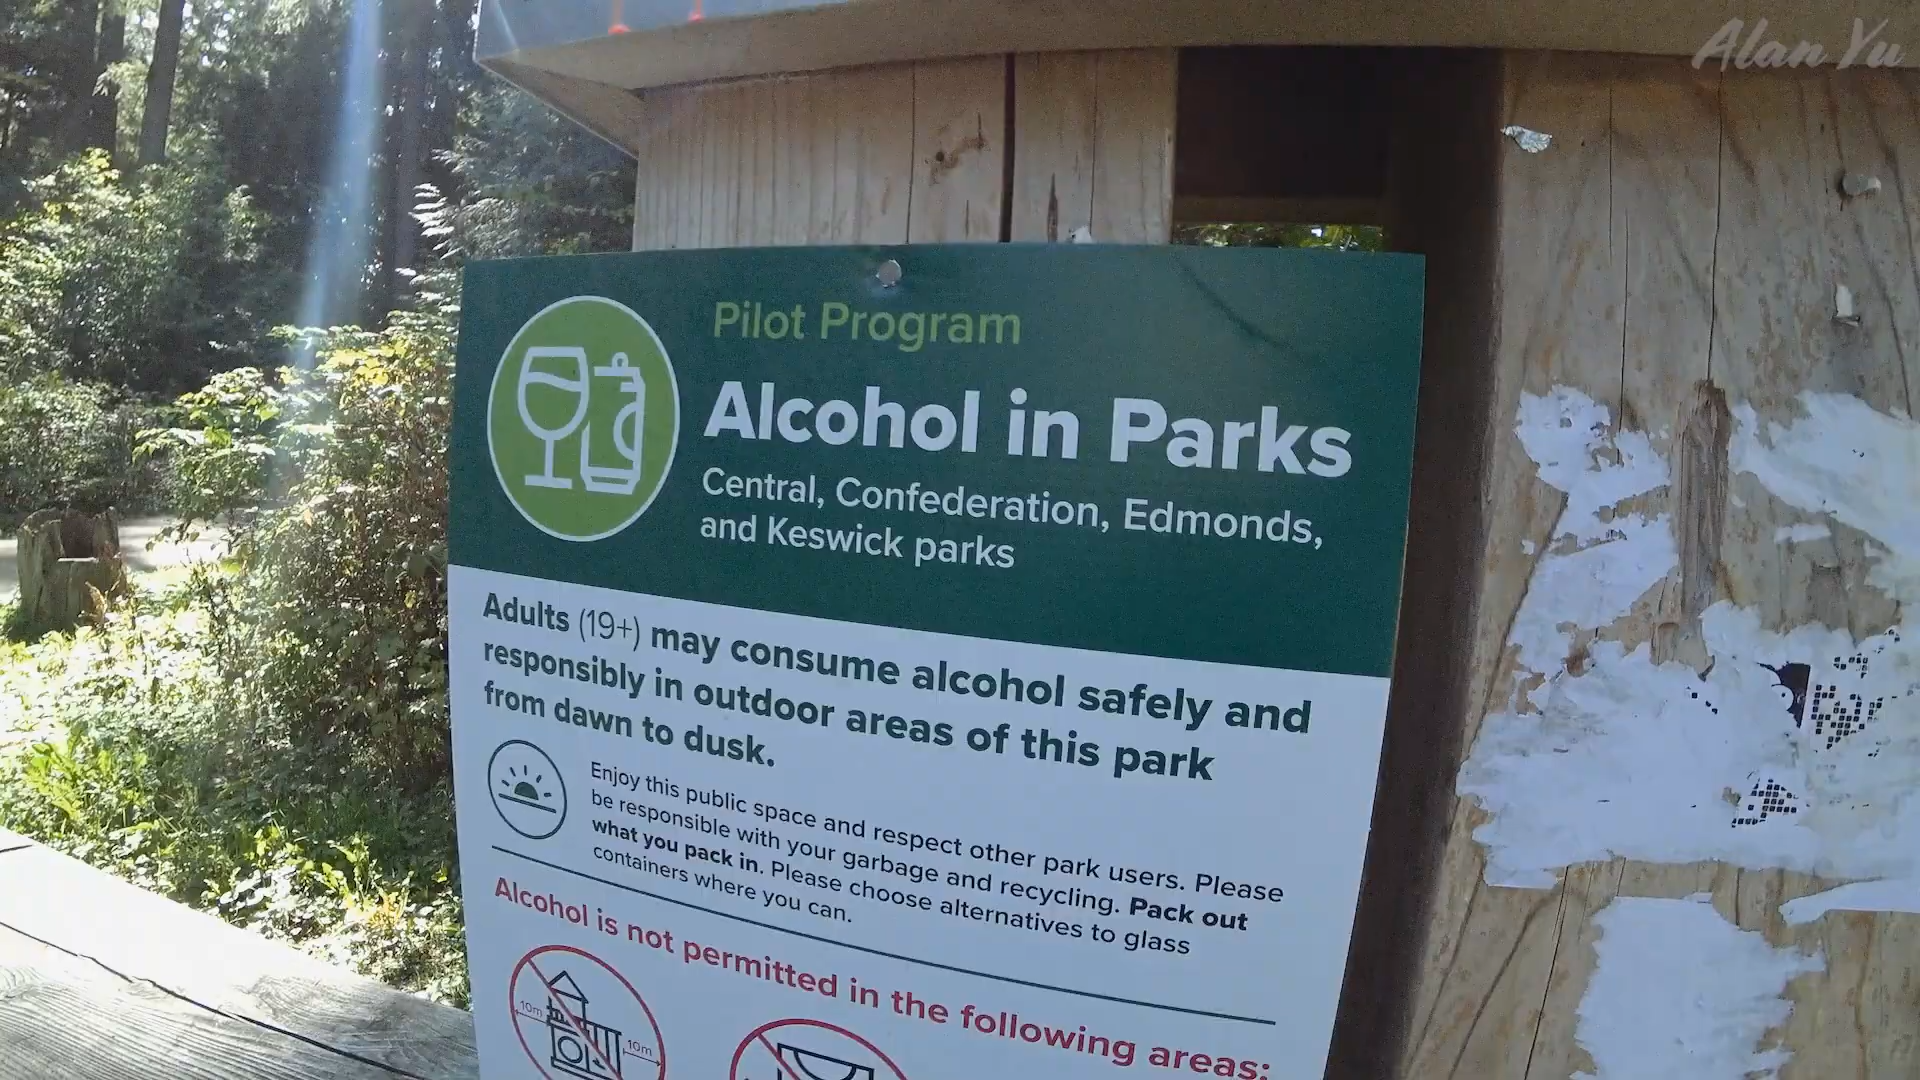 Alan Yu
Pilot Program
Alcohol in Parks
Central, Confederation, Edmonds,
and Keswick parks
Adults (19+) may consume alcohol safely and
responsibly in outdoor areas of this park
from dawn to dusk.
Enjoy this public space and respect other park users. Please
be responsible with your garbage and recycling. Pack out
what you pack in. Please choose alternatives to glass
containers where you can.
Alcohol is not permitted in the following areas:
10m
10m